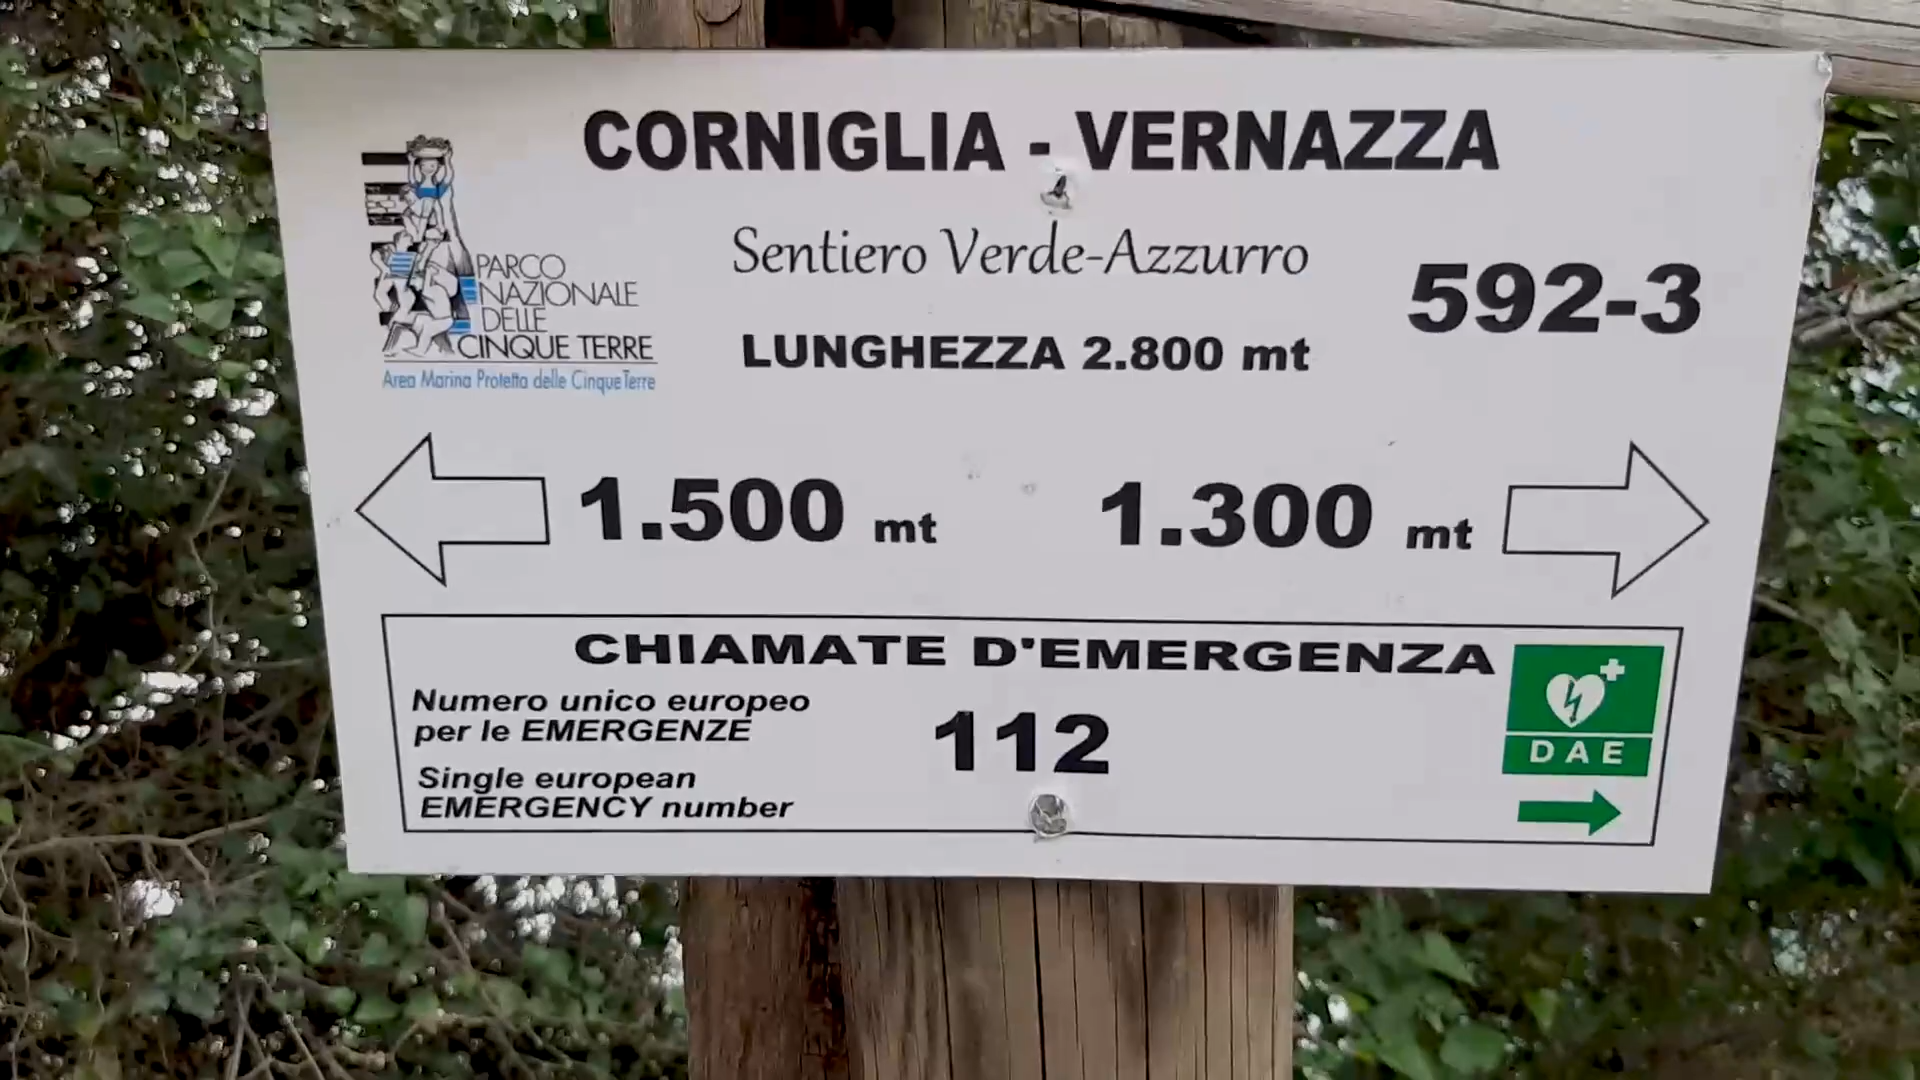 CORNIGLIA - VERNAZZA
Sentiero Verde-Azzurro
592-3
LUNGHEZZA 2.800 mt
PARCO
NAZIONALE
DELLE
CINQUE TERRE
Area Marina Protetta delle Cinque Terre
1.500 mt 1.300 mt
CHIAMATE D'EMERGENZA
Numero unico europeo
per le EMERGENZE
112
Single european
EMERGENCY number
DAE